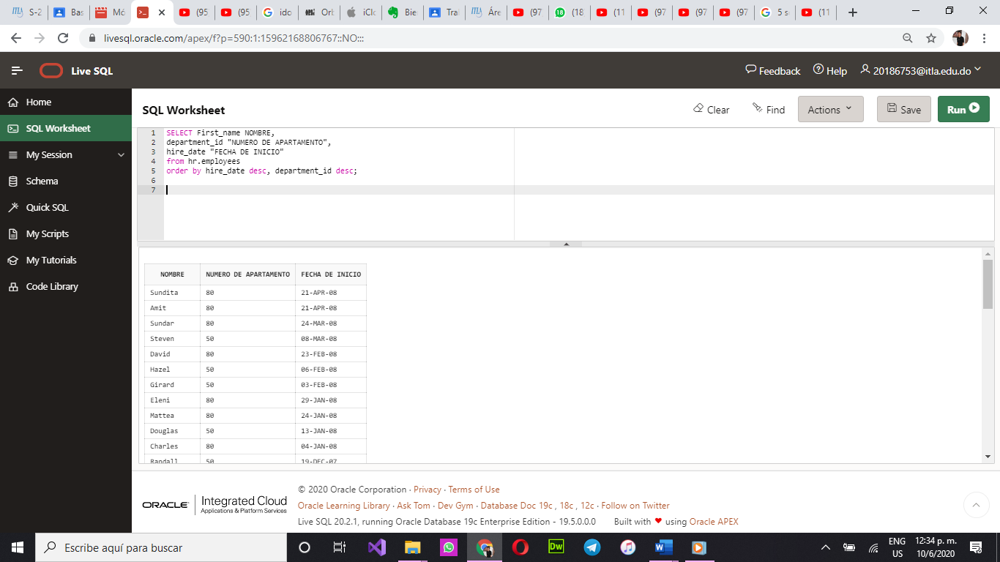 S-2 Bas Mó (95 (95 ido Orb iClo Bie Tra Áre (97 (18 (11 (97 (97 (97 5 s (11
livesql.oracle.com/apex/f?p=590:1:15962168806767::NO:::
Live SQL
Feedback Help 20186753@itla.edu.do
Home
SQL Worksheet
My Session
Schema
Quick SQL
My Scripts
My Tutorials
Code Library
SQL Worksheet
Clear Find Actions Save Run
1 SELECT First_name NOMBRE,
2 department_id "NUMERO DE APARTAMENTO",
3 hire_date "FECHA DE INICIO"
4 from hr.employees
5 order by hire_date desc, department_id desc;
6
7
NOMBRE NUMERO DE APARTAMENTO FECHA DE INICIO
Sundita 80 21-APR-08
Amit 80 21-APR-08
Sundar 80 24-MAR-08
Steven 50 08-MAR-08
David 80 23-FEB-08
Hazel 50 06-FEB-08
Girard 50 03-FEB-08
Eleni 80 29-JAN-08
Mattea 80 24-JAN-08
Douglas 50 13-JAN-08
Charles 80 04-JAN-08
Randall 50 19-DEC-07
ORACLE Integrated Cloud
Applications & Platform Services
© 2020 Oracle Corporation · Privacy · Terms of Use
Oracle Learning Library · Ask Tom · Dev Gym · Database Doc 19c , 18c , 12c · Follow on Twitter
Live SQL 20.2.1, running Oracle Database 19c Enterprise Edition - 19.5.0.0.0 Built with ❤ using Oracle APEX
Escribe aquí para buscar
Dw
ENG
US
12:34 p. m.
10/6/2020